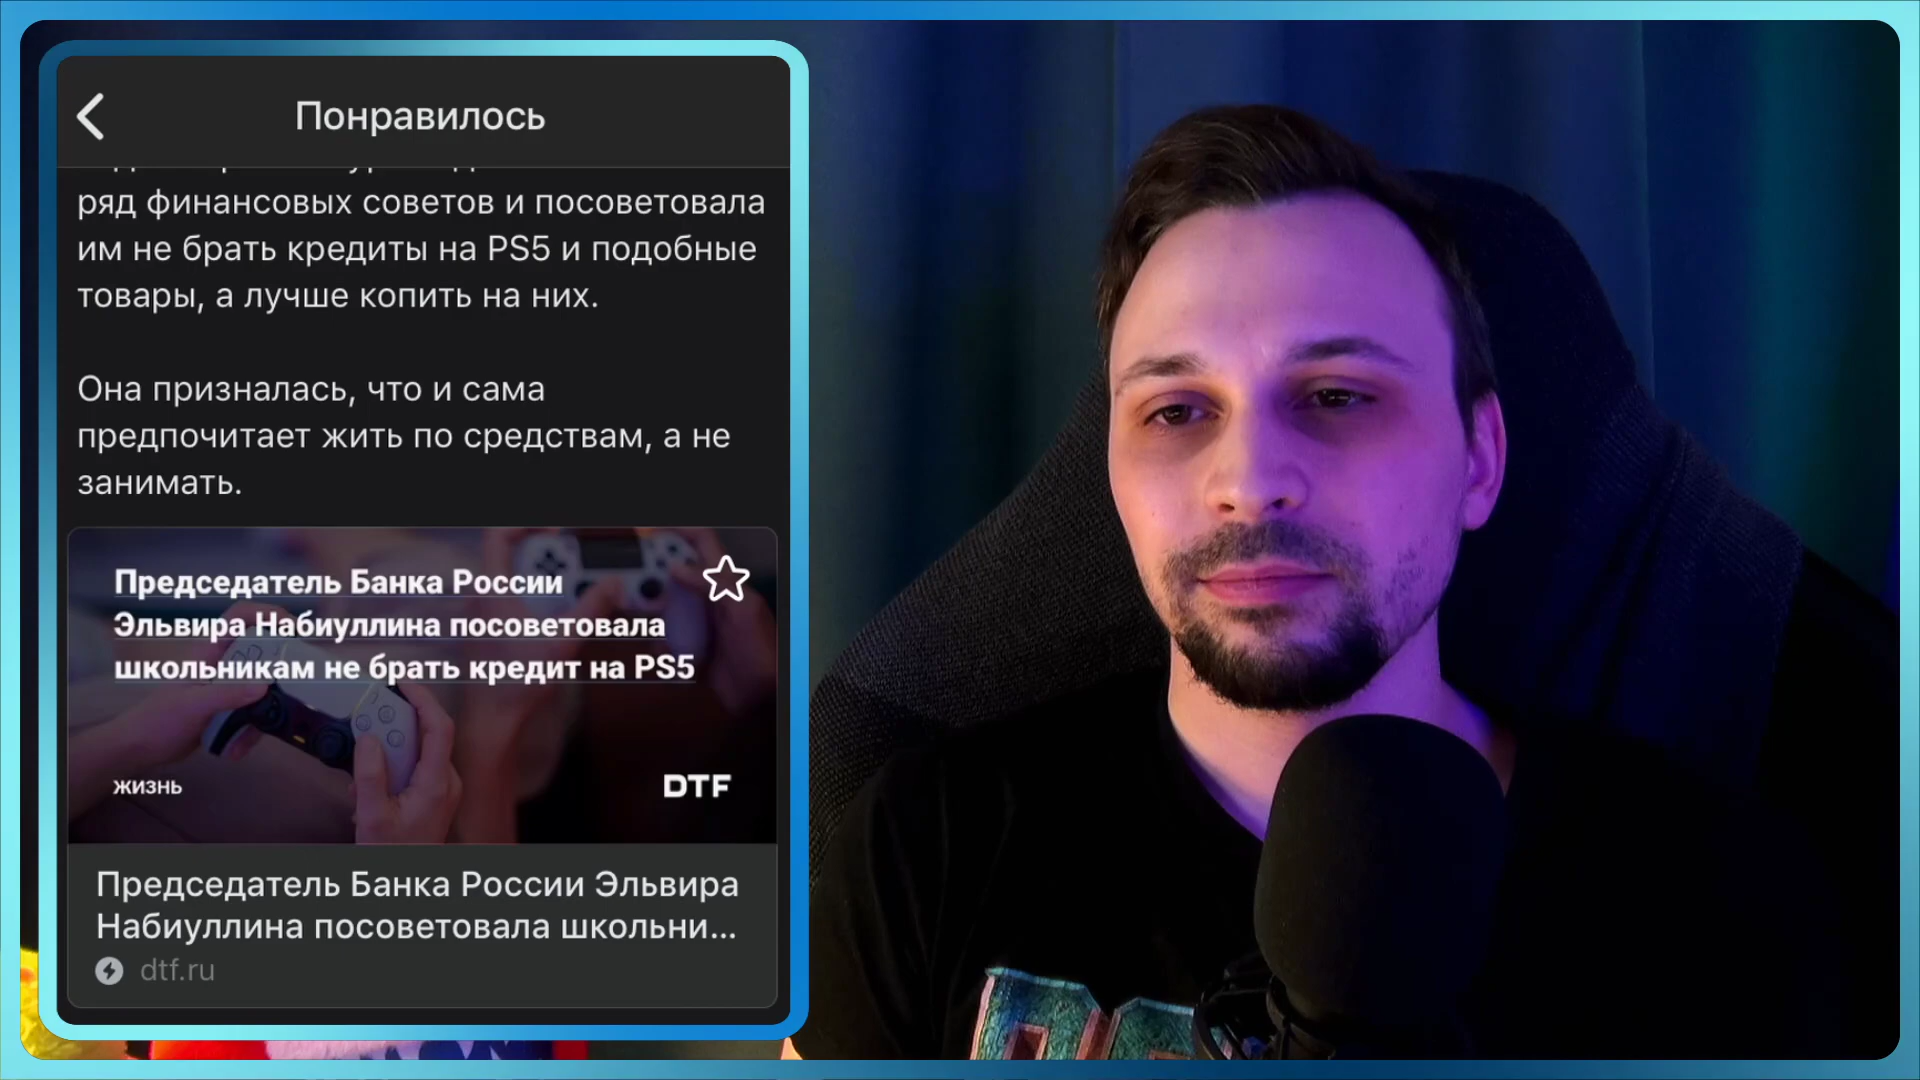 Понравилось
ряд финансовых советов и посоветовала
им не брать кредиты на PS5 и подобные
товары, а лучше копить на них.
Она призналась, что и сама
предпочитает жить по средствам, а не
занимать.
Председатель Банка России
Эльвира Набиуллина посоветовала
школьникам не брать кредит на PS5
жизнь
DTF
Председатель Банка России Эльвира
Набиуллина посоветовала школьни...
dtf.ru